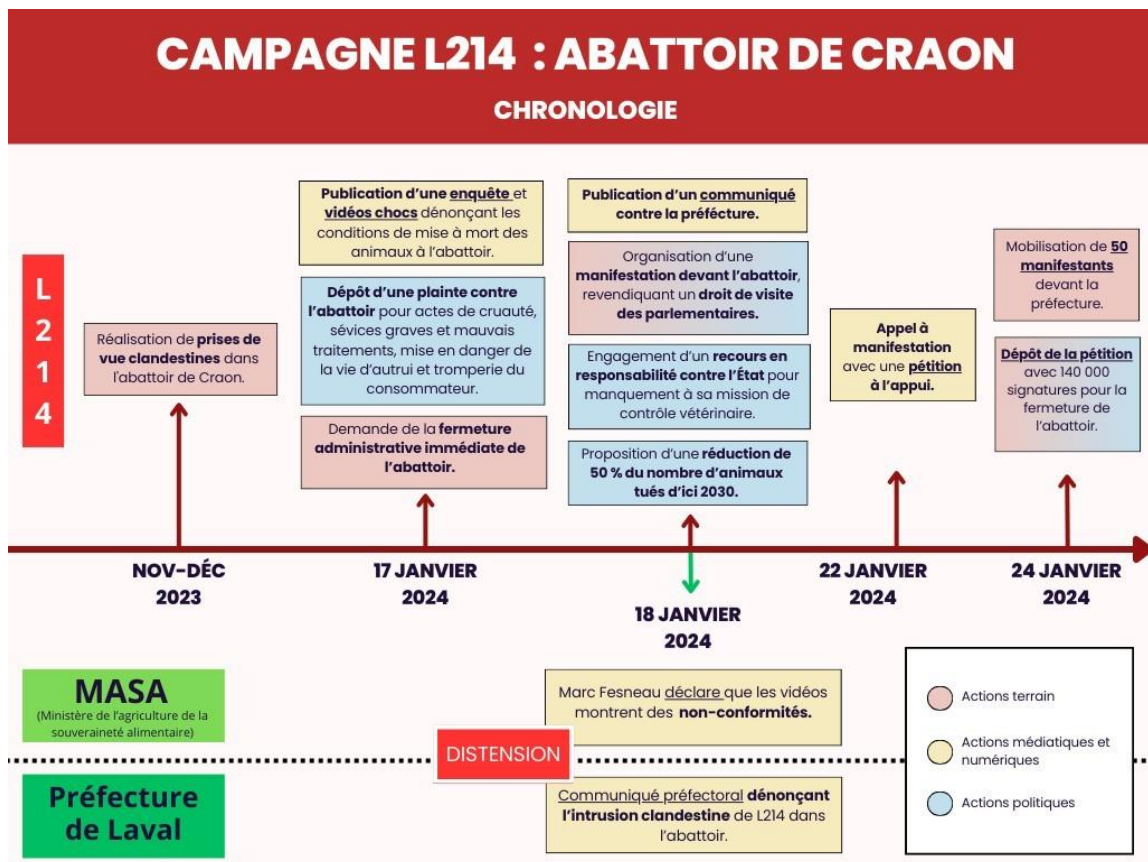 CAMPAGNE L214 : ABATTOIR DE CRAON
CHRONOLOGIE
L
2
1
4
Réalisation de prises de
vue clandestines dans
l'abattoir de Craon.
Publication d'une enquête et
vidéos chocs dénonçant les
conditions de mise à mort des
animaux à l'abattoir.
Dépôt d'une plainte contre
l'abattoir pour actes de cruauté,
sévices graves et mauvais
traitements, mise en danger de
la vie d'autrui et tromperie du
consommateur.
Demande de la fermeture
administrative immédiate de
l'abattoir.
Publication d'un communiqué
contre la préfécture.
Organisation d'une
manifestation devant l'abattoir,
revendiquant un droit de visite
des parlementaires.
Engagement d'un recours en
responsabilité contre l'État pour
manquement à sa mission de
contrôle vétérinaire.
Proposition d'une réduction de
50 % du nombre d'animaux
tués d'ici 2030.
Appel à
manifestation
avec une pétition
à l'appui.
Mobilisation de 50
manifestants
devant la
préfecture.
Dépôt de la pétition
avec 140 000
signatures pour la
fermeture de
l'abattoir.
NOV-DÉC
2023
17 JANVIER
2024
18 JANVIER
2024
22 JANVIER
2024
24 JANVIER
2024
MASA
(Ministère de l'agriculture de la
souveraineté alimentaire)
Marc Fesneau déclare que les vidéos
montrent des non-conformités.
DISTENSION
Préfecture
de Laval
Communiqué préfectoral dénonçant
l'intrusion clandestine de L214 dans
l'abattoir.
Actions terrain
Actions médiatiques et
numériques
Actions politiques